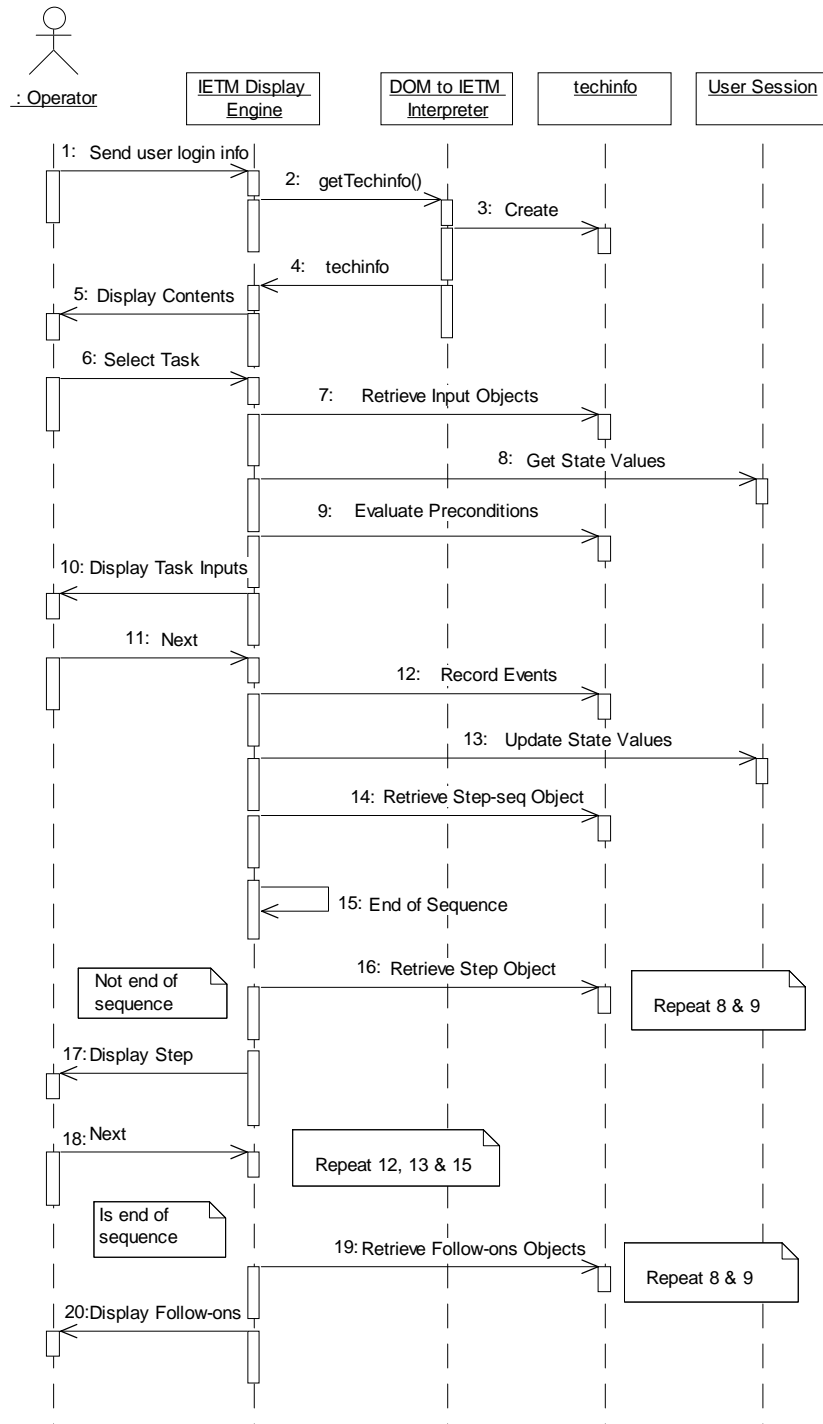 : Operator
IETM Display
Engine
DOM to IETM
Interpreter
techinfo
User Session
1: Send user login info
2: getTechinfo()
3: Create
4: techinfo
5: Display Contents
6: Select Task
7: Retrieve Input Objects
8: Get State Values
9: Evaluate Preconditions
10: Display Task Inputs
11: Next
12: Record Events
13: Update State Values
14: Retrieve Step-seq Object
15: End of Sequence
16: Retrieve Step Object
Not end of
sequence
Repeat 8 & 9
17: Display Step
18: Next
Repeat 12, 13 & 15
Is end of
sequence
19: Retrieve Follow-ons Objects
Repeat 8 & 9
20: Display Follow-ons